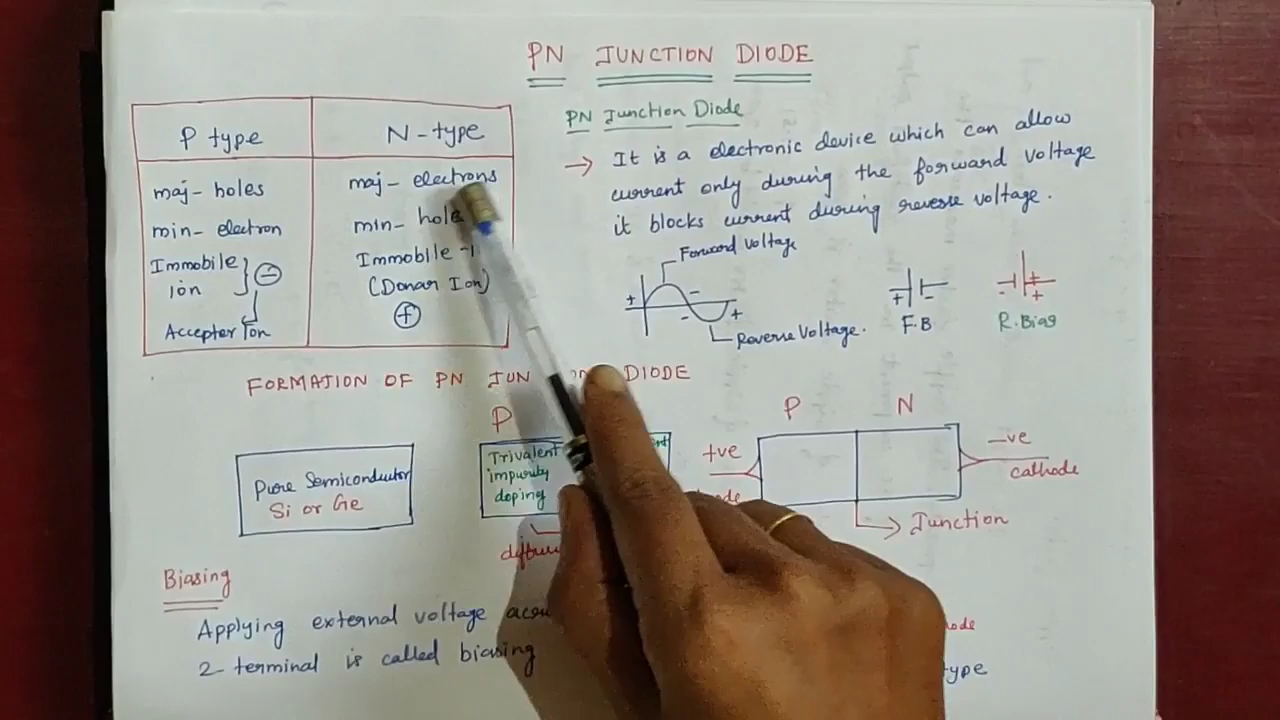 PN JUNCTION DIODE
P type
N-type
maj- holes
maj- electrons
min- electron
min- hole
Immobile
ion
Immobile
(Donar Ion)
Accepter Ion
PN Junction Diode
→ It is a electronic device which can allow
current only during the forward voltage
it blocks current during reverse voltage.
Forward Voltage
Reverse Voltage.
+
-
-
+
+ -
F.B
- +
+
R.Bias
FORMATION OF PN DIODE
Pure Semiconductor
Si or Ge
P
Trivalent
impurity
doping
P N
+ve
-ve
cathode
Junction
Biasing
Applying external voltage
2-terminal is called biasing